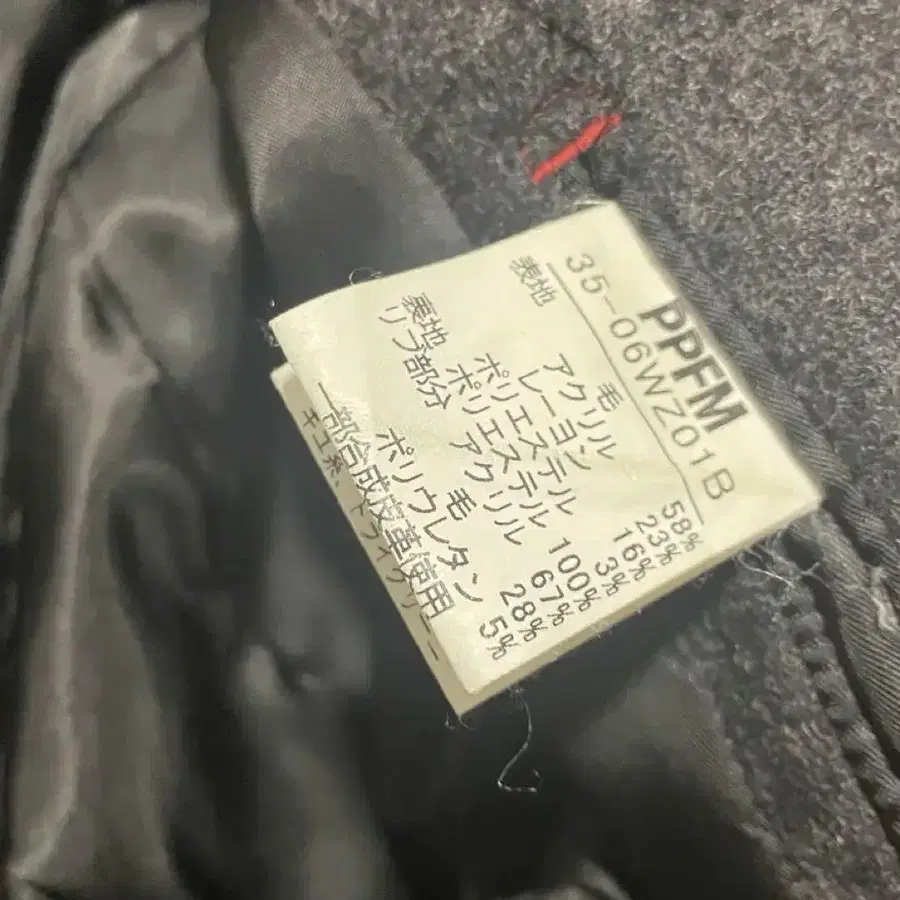 PPFM
35-06WZ01B
表地 毛 58%
アクリル 23%
レーヨン 16%
ポリエステル 3%
裏地 ポリエステル 100%
リブ部分 アクリル 67%
毛 28%
ポリウレタン 5%
一部合成皮革使用